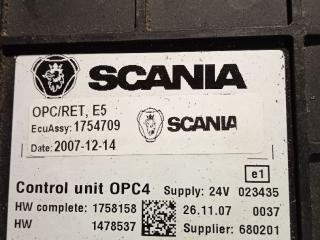 SCANIA
OPC/RET, E5
EcuAssy: 1754709
SCANIA
Date: 2007-12-14
e1
Control unit OPC4 Supply: 24V 023435
HW complete: 1758158 26.11.07 0037
HW 1478537 Supplier: 680201